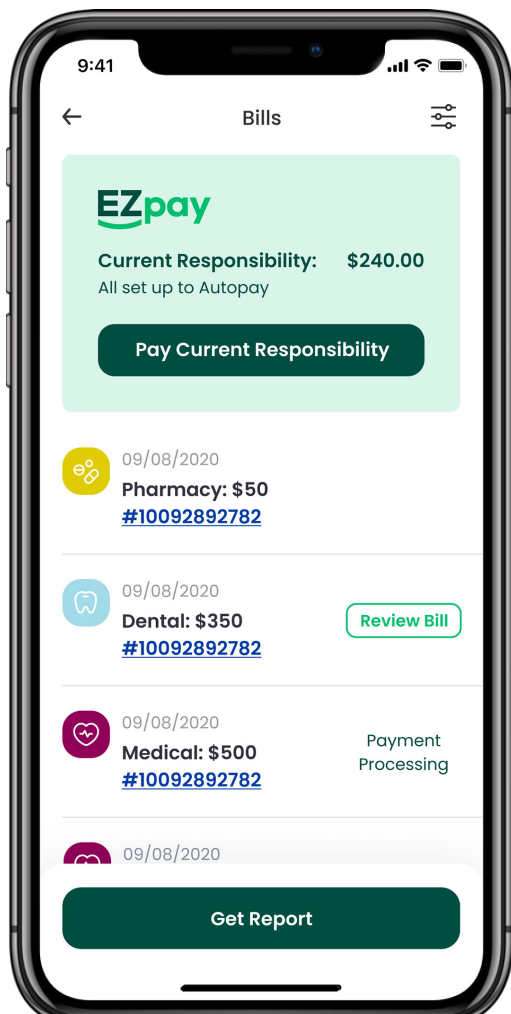 9:41
Bills
EZpay
Current Responsibility: $240.00
All set up to Autopay
Pay Current Responsibility
09/08/2020
Pharmacy: $50
#10092892782
09/08/2020
Dental: $350
#10092892782
Review Bill
09/08/2020
Medical: $500
#10092892782
Payment
Processing
09/08/2020
Get Report